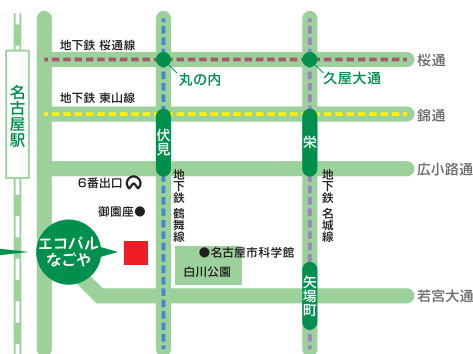 地下鉄 桜通線
桜通
丸の内
久屋大通
名古屋駅
地下鉄 東山線
錦通
伏見
栄
広小路通
6番出口
地下鉄 鶴舞線
地下鉄 名城線
御園座
エコパル
なごや
名古屋市科学館
白川公園
矢場町
若宮大通